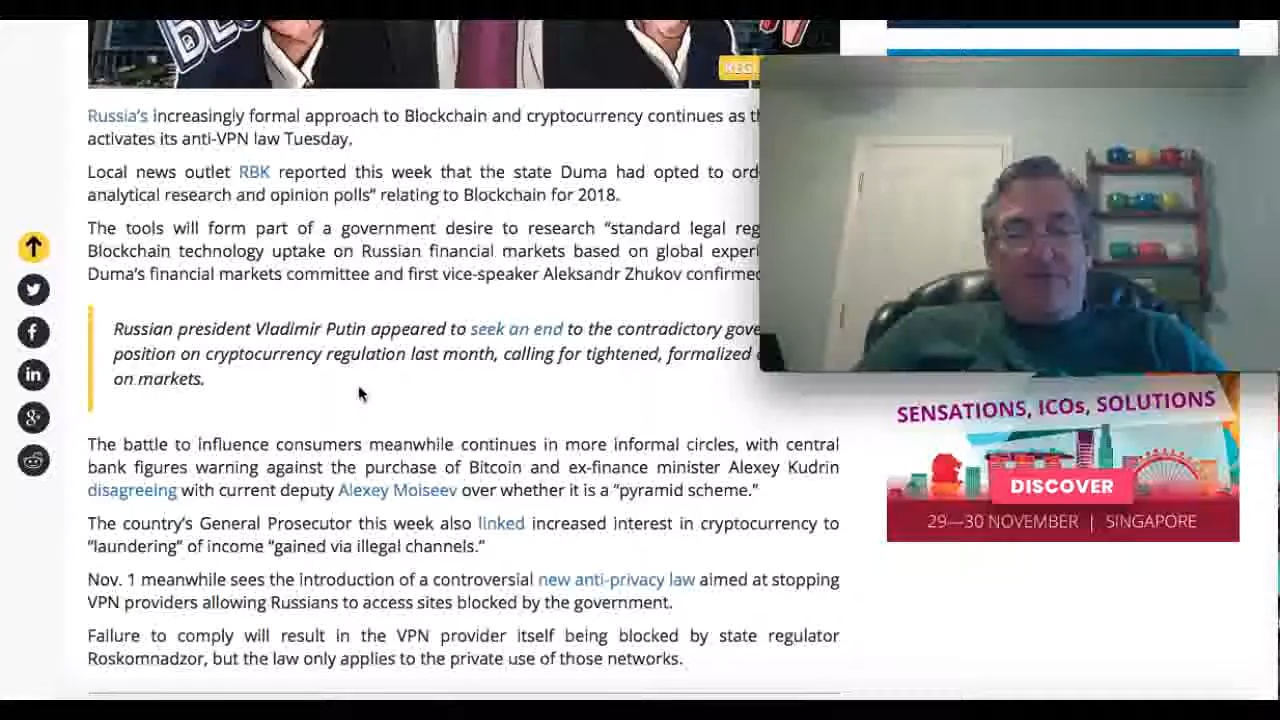 Russia's increasingly formal approach to Blockchain and cryptocurrency continues as
activates its anti-VPN law Tuesday.
Local news outlet RBK reported this week that the state Duma had opted to
analytical research and opinion polls” relating to Blockchain for 2018.
The tools will form part of a government desire to research “standard legal
Blockchain technology uptake on Russian financial markets based on global
Duma's financial markets committee and first vice-speaker Aleksandr Zhukov confirmed
Russian president Vladimir Putin appeared to seek an end to the contradictory
position on cryptocurrency regulation last month, calling for tightened, formalized
on markets.
The battle to influence consumers meanwhile continues in more informal circles, with central
bank figures warning against the purchase of Bitcoin and ex-finance minister Alexey Kudrin
disagreeing with current deputy Alexey Moiseev over whether it is a “pyramid scheme.”
The country's General Prosecutor this week also linked increased interest in cryptocurrency to
“laundering” of income “gained via illegal channels.”
Nov. 1 meanwhile sees the introduction of a controversial new anti-privacy law aimed at stopping
VPN providers allowing Russians to access sites blocked by the government.
Failure to comply will result in the VPN provider itself being blocked by state regulator
Roskomnadzor, but the law only applies to the private use of those networks.
SENSATIONS, ICOs, SOLUTIONS
DISCOVER
29—30 NOVEMBER | SINGAPORE